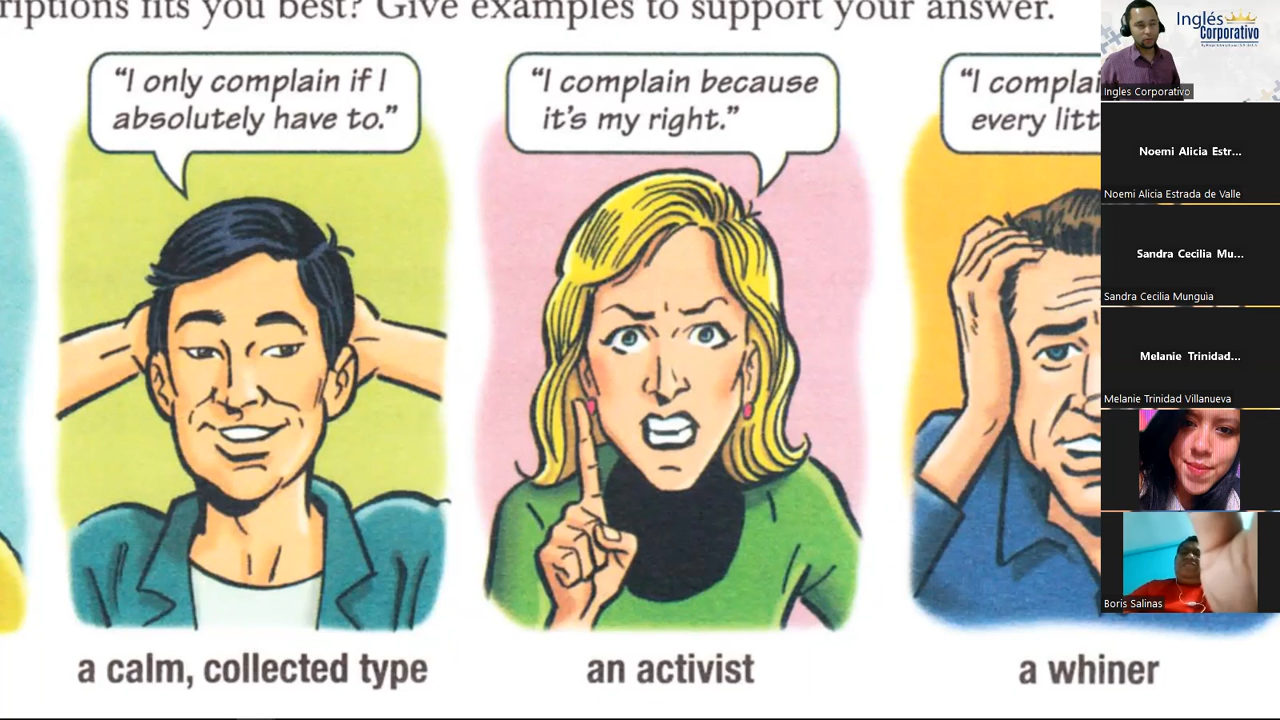 riptions fits you best? Give examples to support your answer.
"I only complain if I
absolutely have to."
"I complain because
it's my right."
"I complai
every litt
a calm, collected type
an activist
a whiner
Inglés
Corporativo
Ingles Corporativo
Noemi Alicia Estr...
Noemi Alicia Estrada de Valle
Sandra Cecilia Mu...
Sandra Cecilia Munguia
Melanie Trinidad...
Melanie Trinidad Villanueva
Boris Salinas